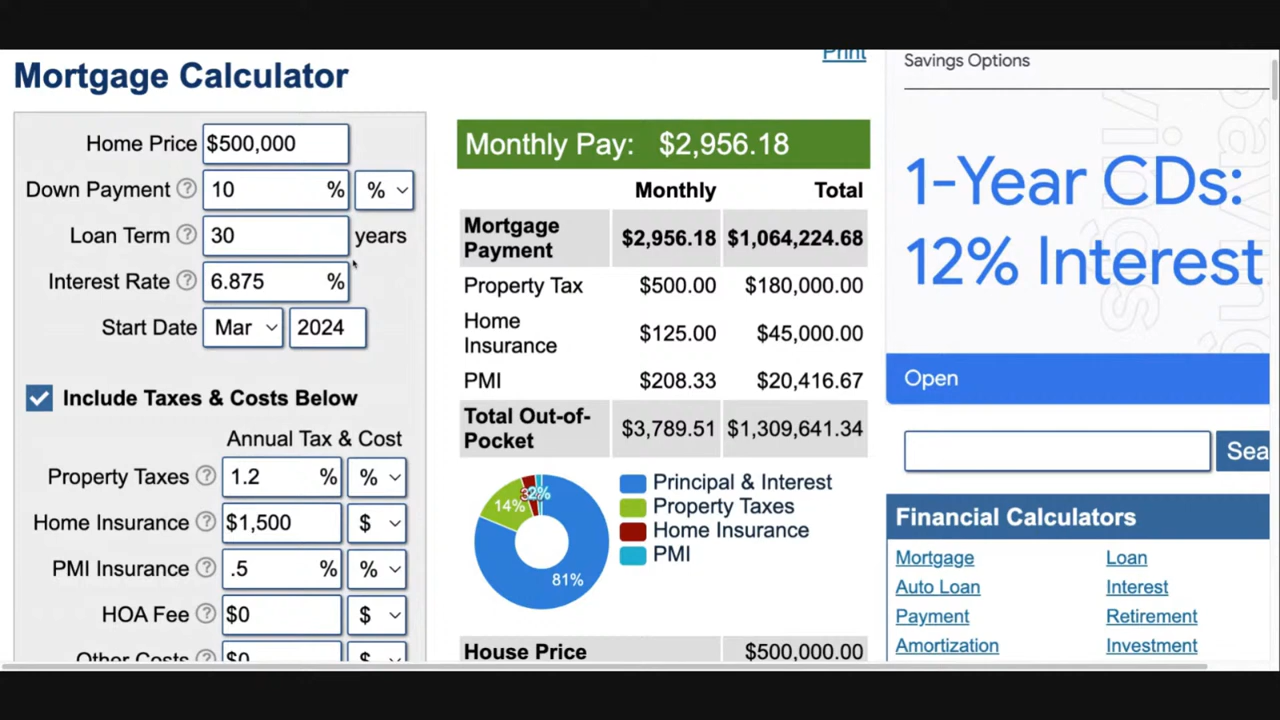 Print
Mortgage Calculator
Home Price $500,000
Down Payment ? 10 % %
Loan Term ? 30 years
Interest Rate ? 6.875 %
Start Date Mar 2024
Include Taxes & Costs Below
Annual Tax & Cost
Property Taxes ? 1.2 % %
Home Insurance ? $1,500 $
PMI Insurance ? .5 % %
HOA Fee ? $0 $
Other Costs ? $0 $
Monthly Pay: $2,956.18
Monthly Total
Mortgage
Payment $2,956.18 $1,064,224.68
Property Tax $500.00 $180,000.00
Home
Insurance $125.00 $45,000.00
PMI $208.33 $20,416.67
Total Out-of-
Pocket $3,789.51 $1,309,641.34
14%
3%
2%
81%
Principal & Interest
Property Taxes
Home Insurance
PMI
House Price $500,000.00
Savings Options
1-Year CDs:
12% Interest
Open
Sea
Financial Calculators
Mortgage Loan
Auto Loan Interest
Payment Retirement
Amortization Investment